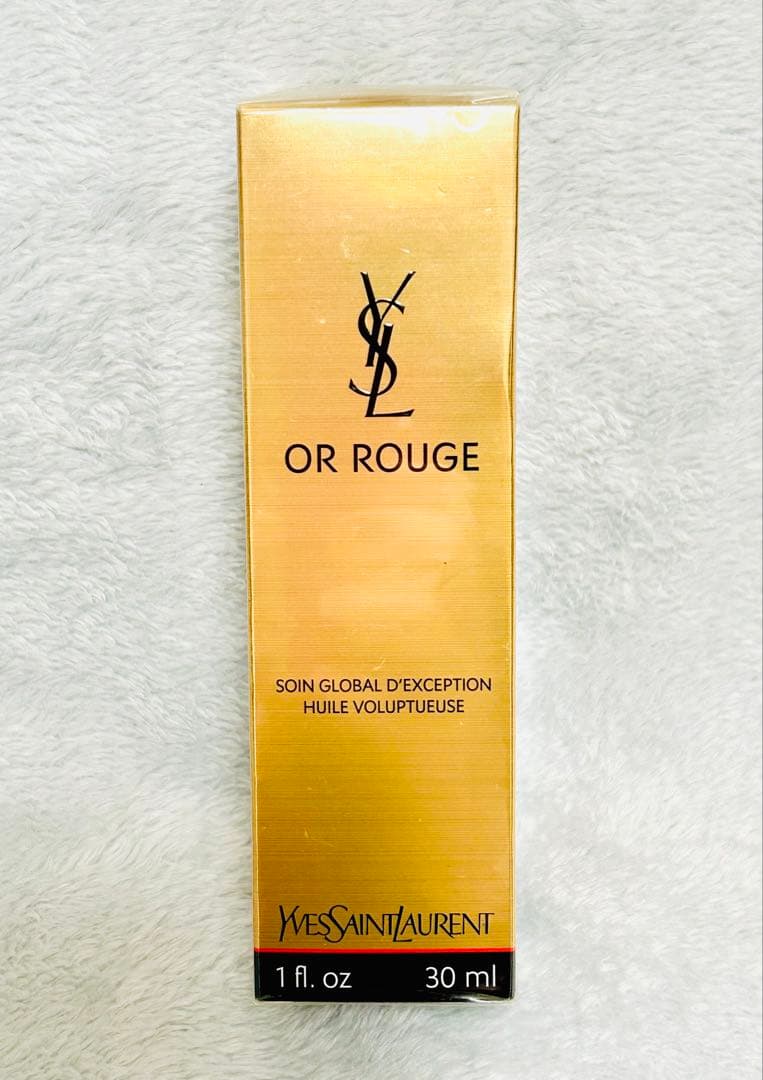 YSL
OR ROUGE
SOIN GLOBAL D'EXCEPTION
HUILE VOLUPTUEUSE
YVESSAINTLAURENT
1 fl. oz 30 ml